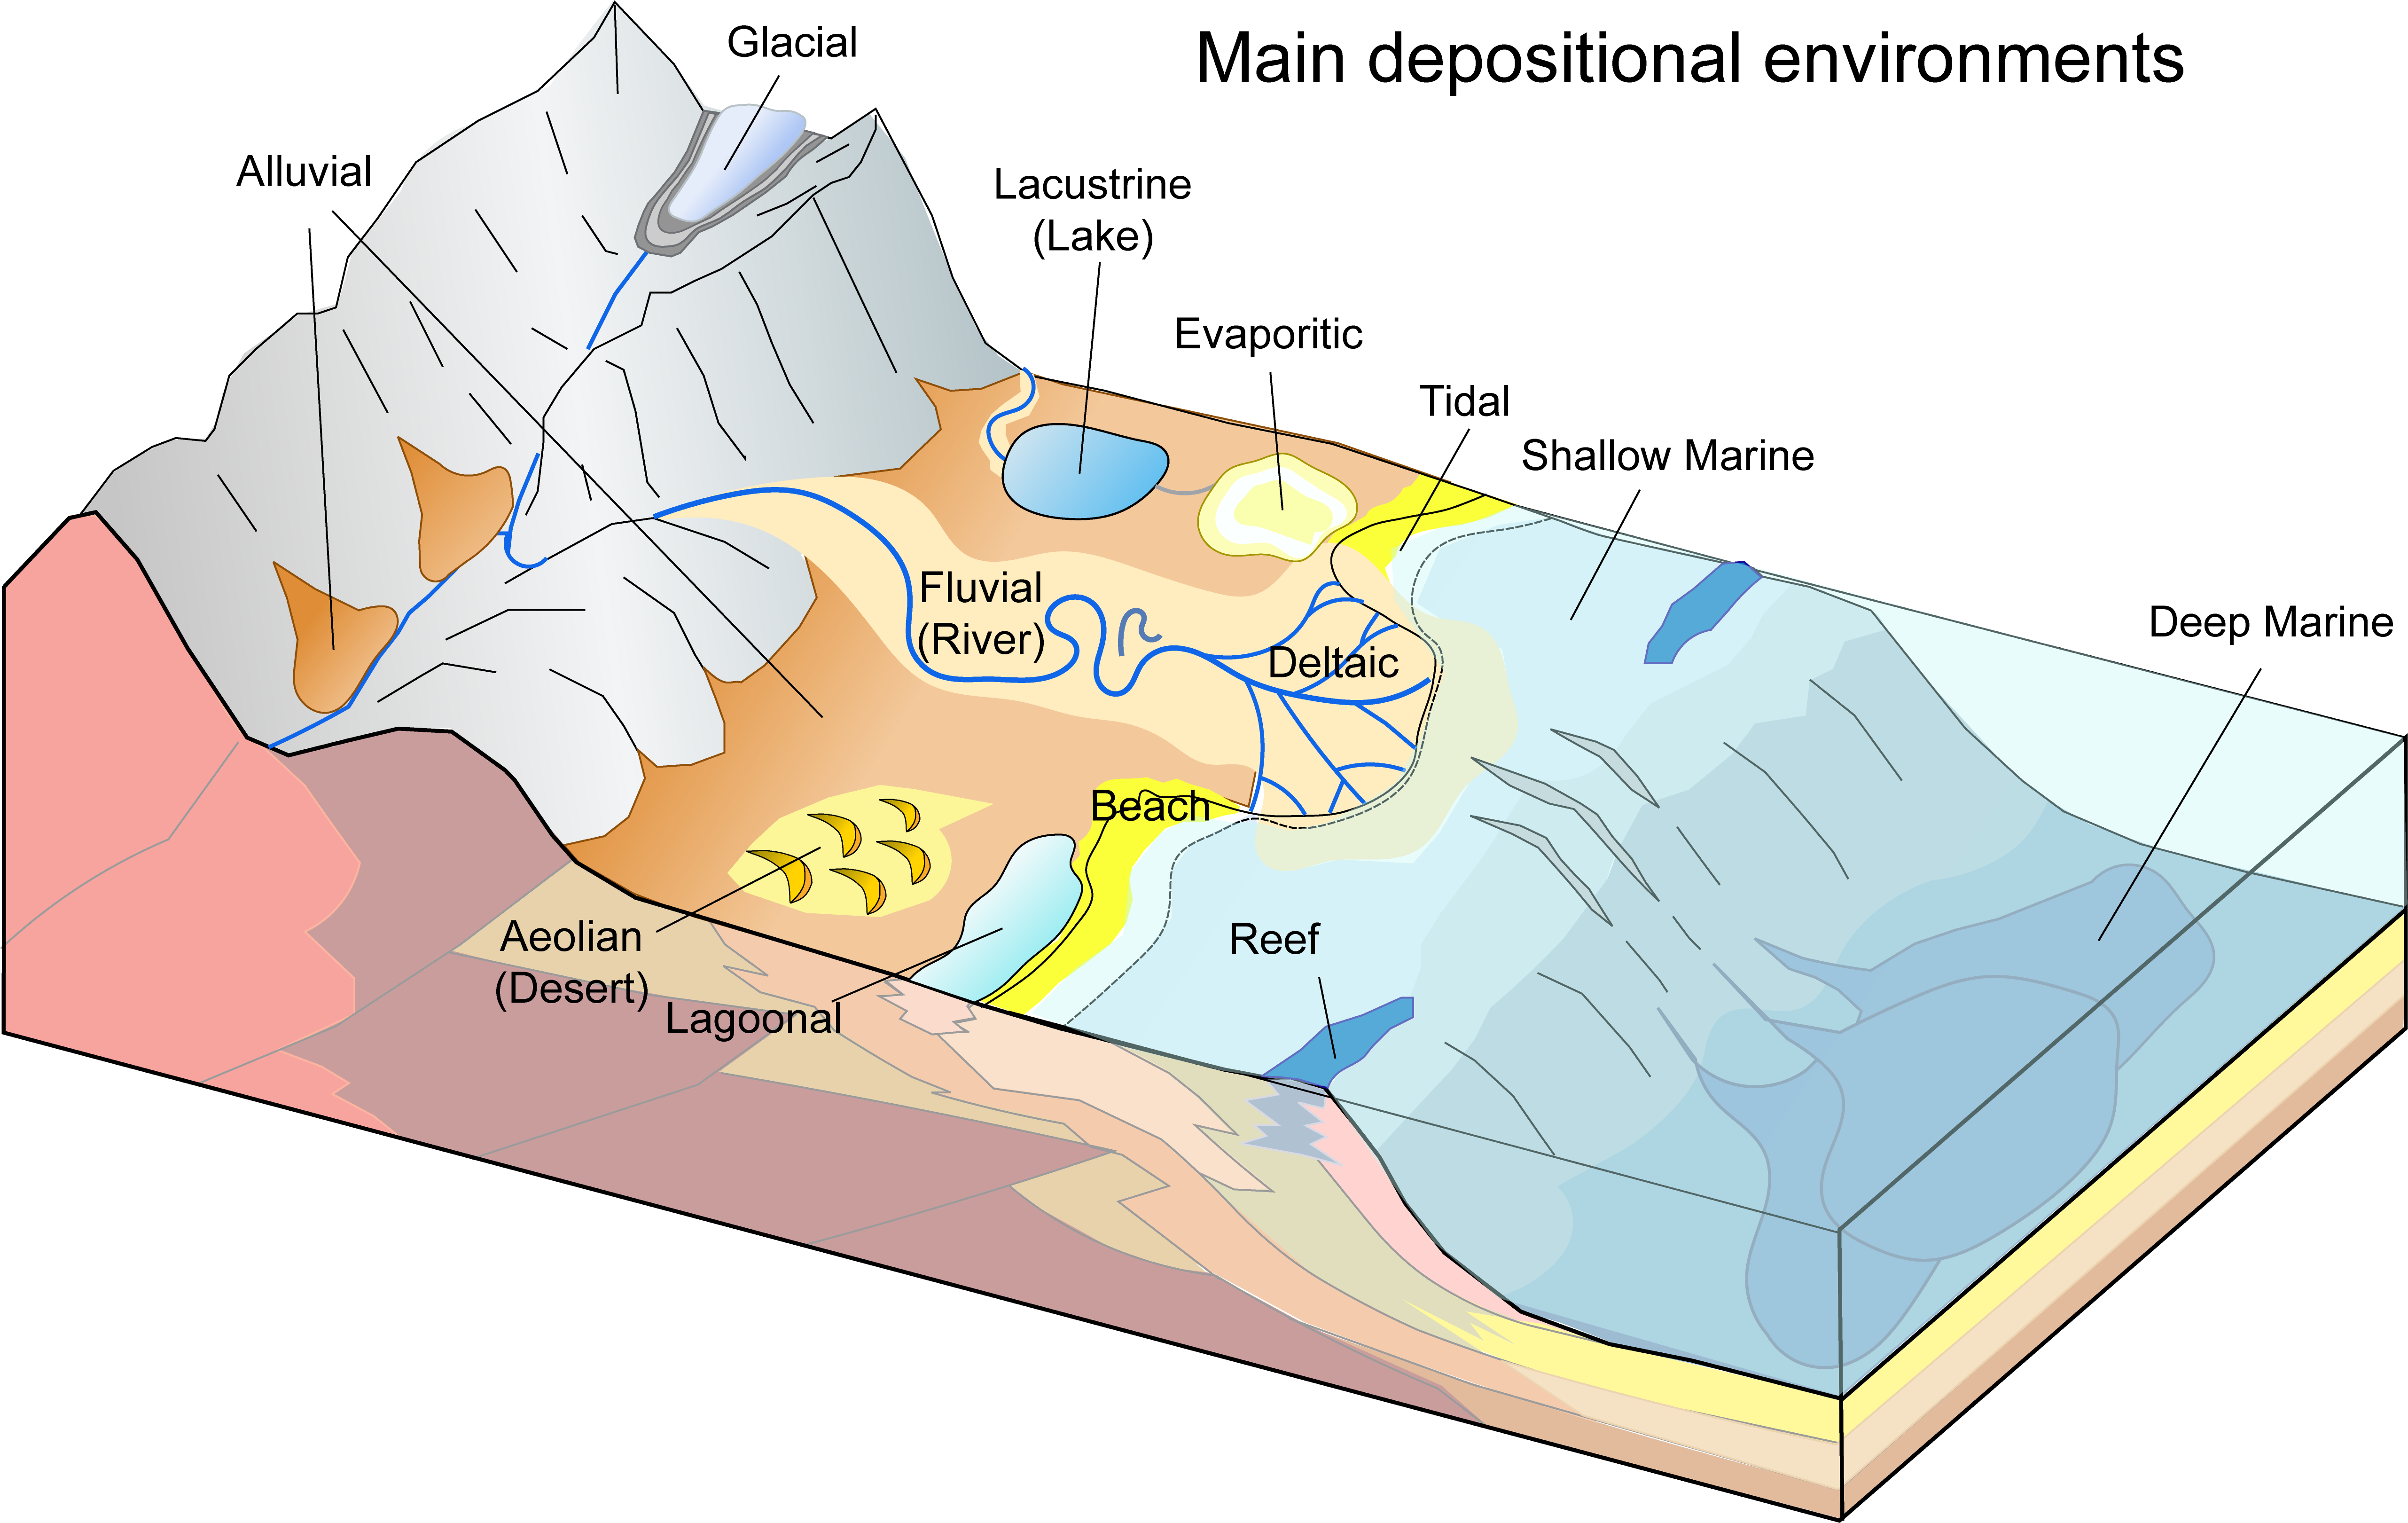 Main depositional environments
Glacial
Alluvial
Lacustrine
(Lake)
Evaporitic
Tidal
Shallow Marine
Deep Marine
Fluvial
(River)
Deltaic
Beach
Aeolian
(Desert)
Lagoonal
Reef